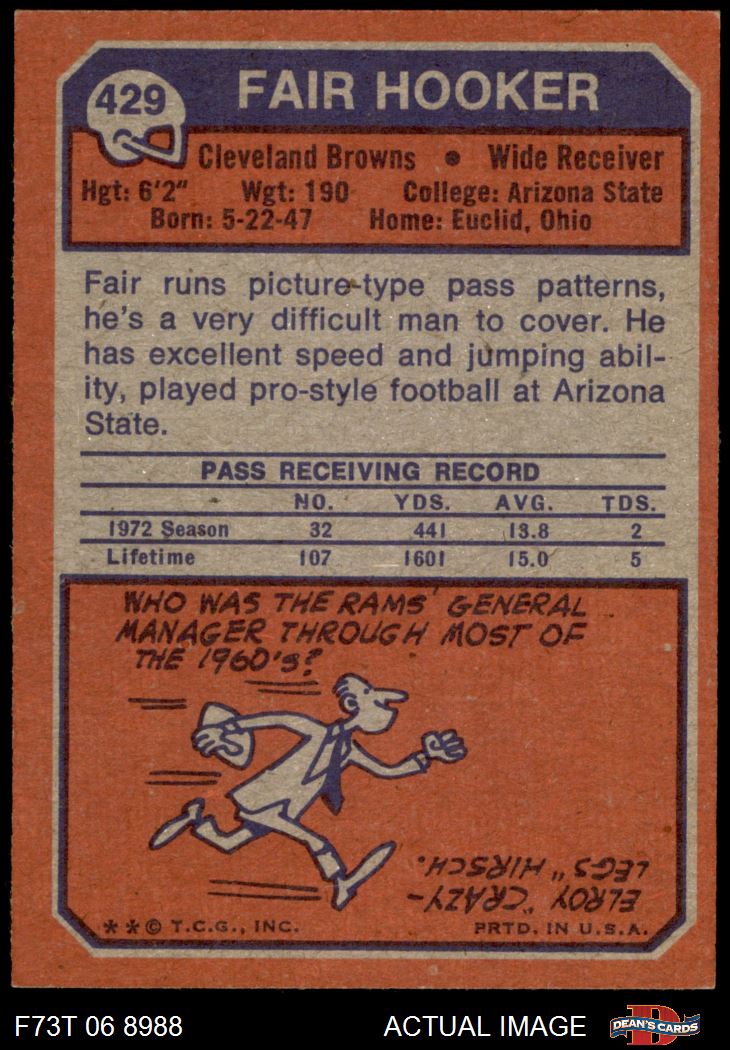 429
FAIR HOOKER
Cleveland Browns • Wide Receiver
Hgt: 6'2" Wgt: 190 College: Arizona State
Born: 5-22-47 Home: Euclid, Ohio
Fair runs picture-type pass patterns,
he's a very difficult man to cover. He
has excellent speed and jumping abil-
ity, played pro-style football at Arizona
State.
PASS RECEIVING RECORD
NO. YDS. AVG. TDS.
1972 Season 32 441 13.8 2
Lifetime 107 1601 15.0 5
WHO WAS THE RAMS' GENERAL
MANAGER THROUGH MOST OF
THE 1960'S?
ELROY "CRAZY-
LEGS" HIRSCH.
**© T.C.G., INC. PRTD. IN U.S.A.
F73T 06 8988 ACTUAL IMAGE
D
DEAN'S CARDS